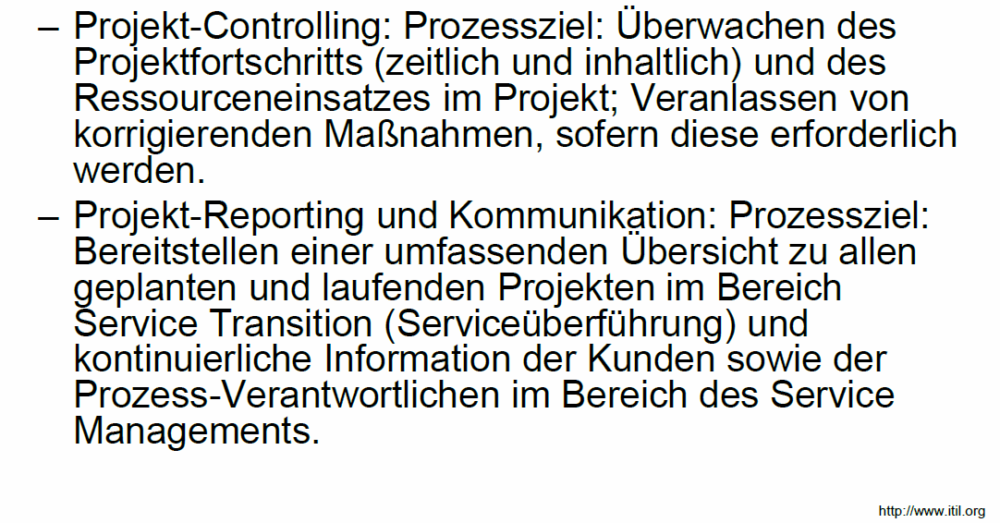 – Projekt-Controlling: Prozessziel: Überwachen des
Projektfortschritts (zeitlich und inhaltlich) und des
Ressourceneinsatzes im Projekt; Veranlassen von
korrigierenden Maßnahmen, sofern diese erforderlich
werden.
– Projekt-Reporting und Kommunikation: Prozessziel:
Bereitstellen einer umfassenden Übersicht zu allen
geplanten und laufenden Projekten im Bereich
Service Transition (Serviceüberführung) und
kontinuierliche Information der Kunden sowie der
Prozess-Verantwortlichen im Bereich des Service
Managements.
http://www.itil.org